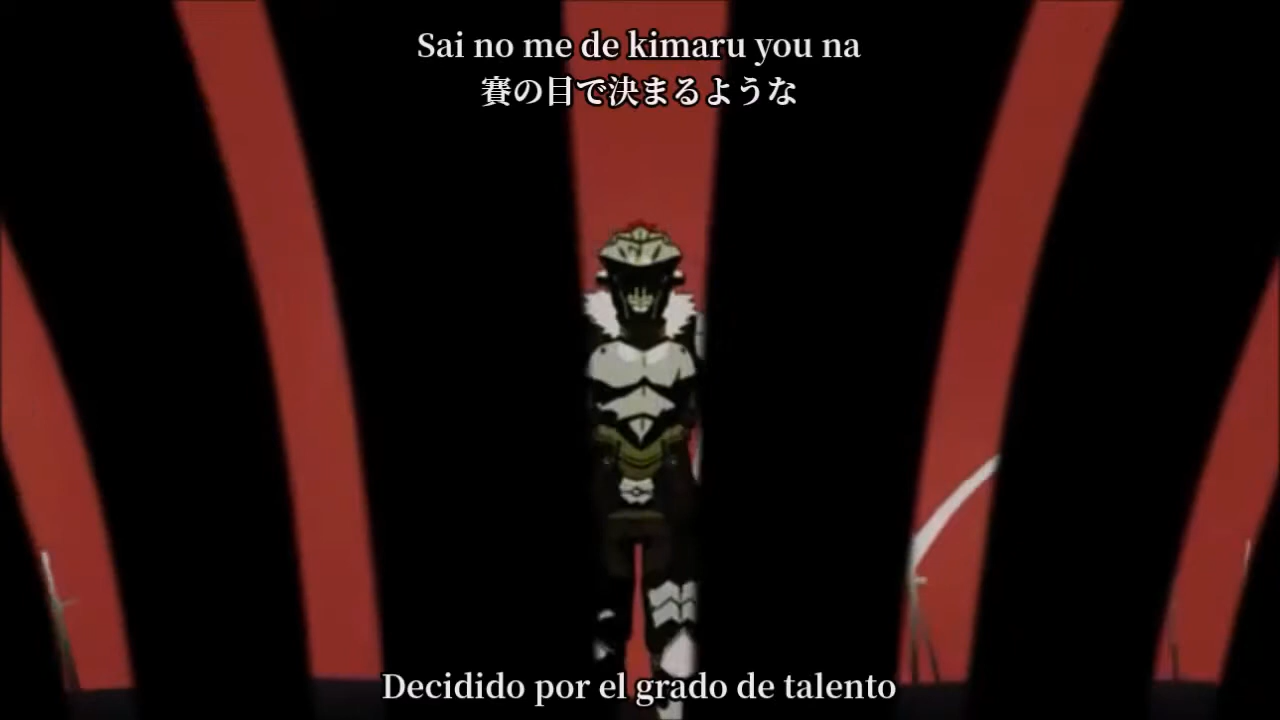 Sai no me de kimaru you na
賽の目で決まるような
Decidido por el grado de talento